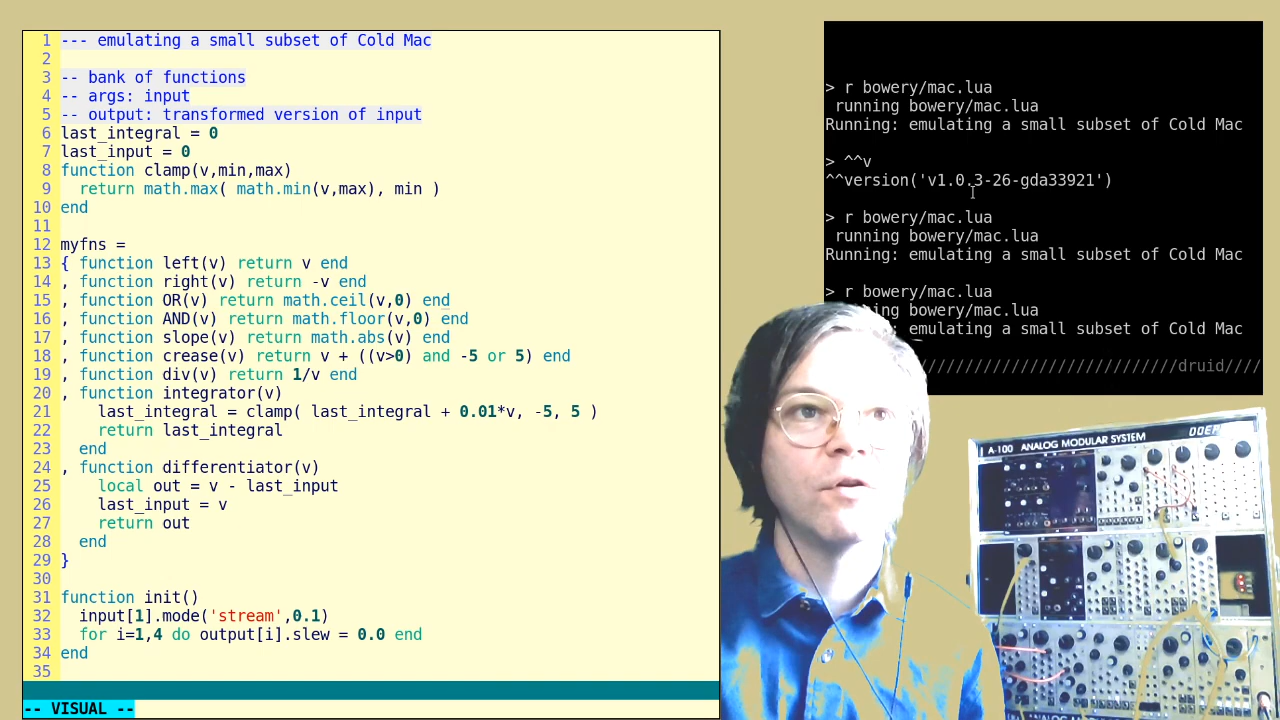 1 --- emulating a small subset of Cold Mac
2
3 -- bank of functions
4 -- args: input
5 -- output: transformed version of input
6 last_integral = 0
7 last_input = 0
8 function clamp(v,min,max)
9   return math.max( math.min(v,max), min )
10 end
11
12 myfns =
13 { function left(v) return v end
14 , function right(v) return -v end
15 , function OR(v) return math.ceil(v,0) end
16 , function AND(v) return math.floor(v,0) end
17 , function slope(v) return math.abs(v) end
18 , function crease(v) return v + ((v>0) and -5 or 5) end
19 , function div(v) return 1/v end
20 , function integrator(v)
21     last_integral = clamp( last_integral + 0.01*v, -5, 5 )
22     return last_integral
23   end
24 , function differentiator(v)
25     local out = v - last_input
26     last_input = v
27     return out
28   end
29 }
30
31 function init()
32   input[1].mode('stream',0.1)
33   for i=1,4 do output[i].slew = 0.0 end
34 end
35
-- VISUAL --
> r bowery/mac.lua
 running bowery/mac.lua
Running: emulating a small subset of Cold Mac
> ^^v
^^version('v1.0.3-26-gda33921')
> r bowery/mac.lua
 running bowery/mac.lua
Running: emulating a small subset of Cold Mac
> r bowery/mac.lua
bowery/mac.lua
emulating a small subset of Cold Mac
///////////////////////////druid////
A-100 ANALOG MODULAR SYSTEM